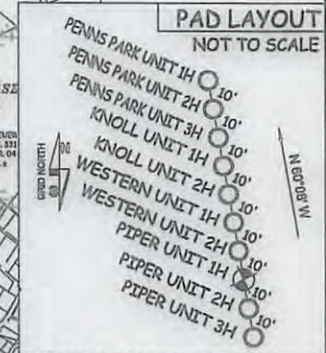 PAD LAYOUT
NOT TO SCALE
PENNS PARK UNIT 1H
10'
PENNS PARK UNIT 2H
10'
PENNS PARK UNIT 3H
10'
KNOLL UNIT 1H
10'
KNOLL UNIT 2H
10'
WESTERN UNIT 1H
10'
WESTERN UNIT 2H
10'
PIPER UNIT 1H
10'
PIPER UNIT 2H
10'
PIPER UNIT 3H
GRID NORTH
N 60°08' W